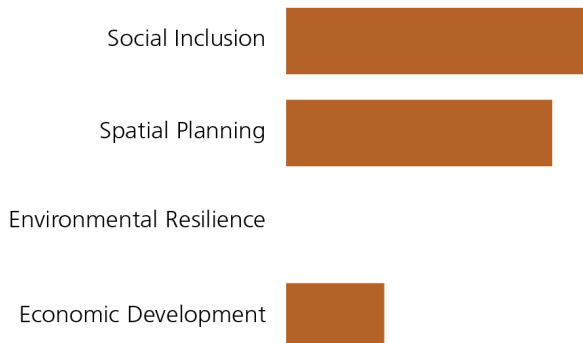 Social Inclusion
Spatial Planning
Environmental Resilience
Economic Development